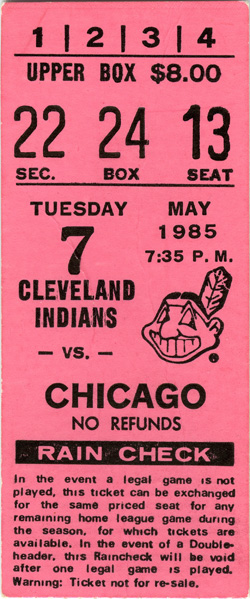 1 | 2 | 3 | 4
UPPER BOX $8.00
22 24 13
SEC. BOX SEAT
TUESDAY MAY
7 1985
7:35 P. M.
CLEVELAND
INDIANS
— VS. —
®
CHICAGO
NO REFUNDS
RAIN CHECK
In the event a legal game is not
played, this ticket can be exchanged
for the same priced seat for any
remaining home league game during
the season, for which tickets are
available. In the event of a Double-
header, this Raincheck will be void
after one legal game is played.
Warning: Ticket not for re-sale.